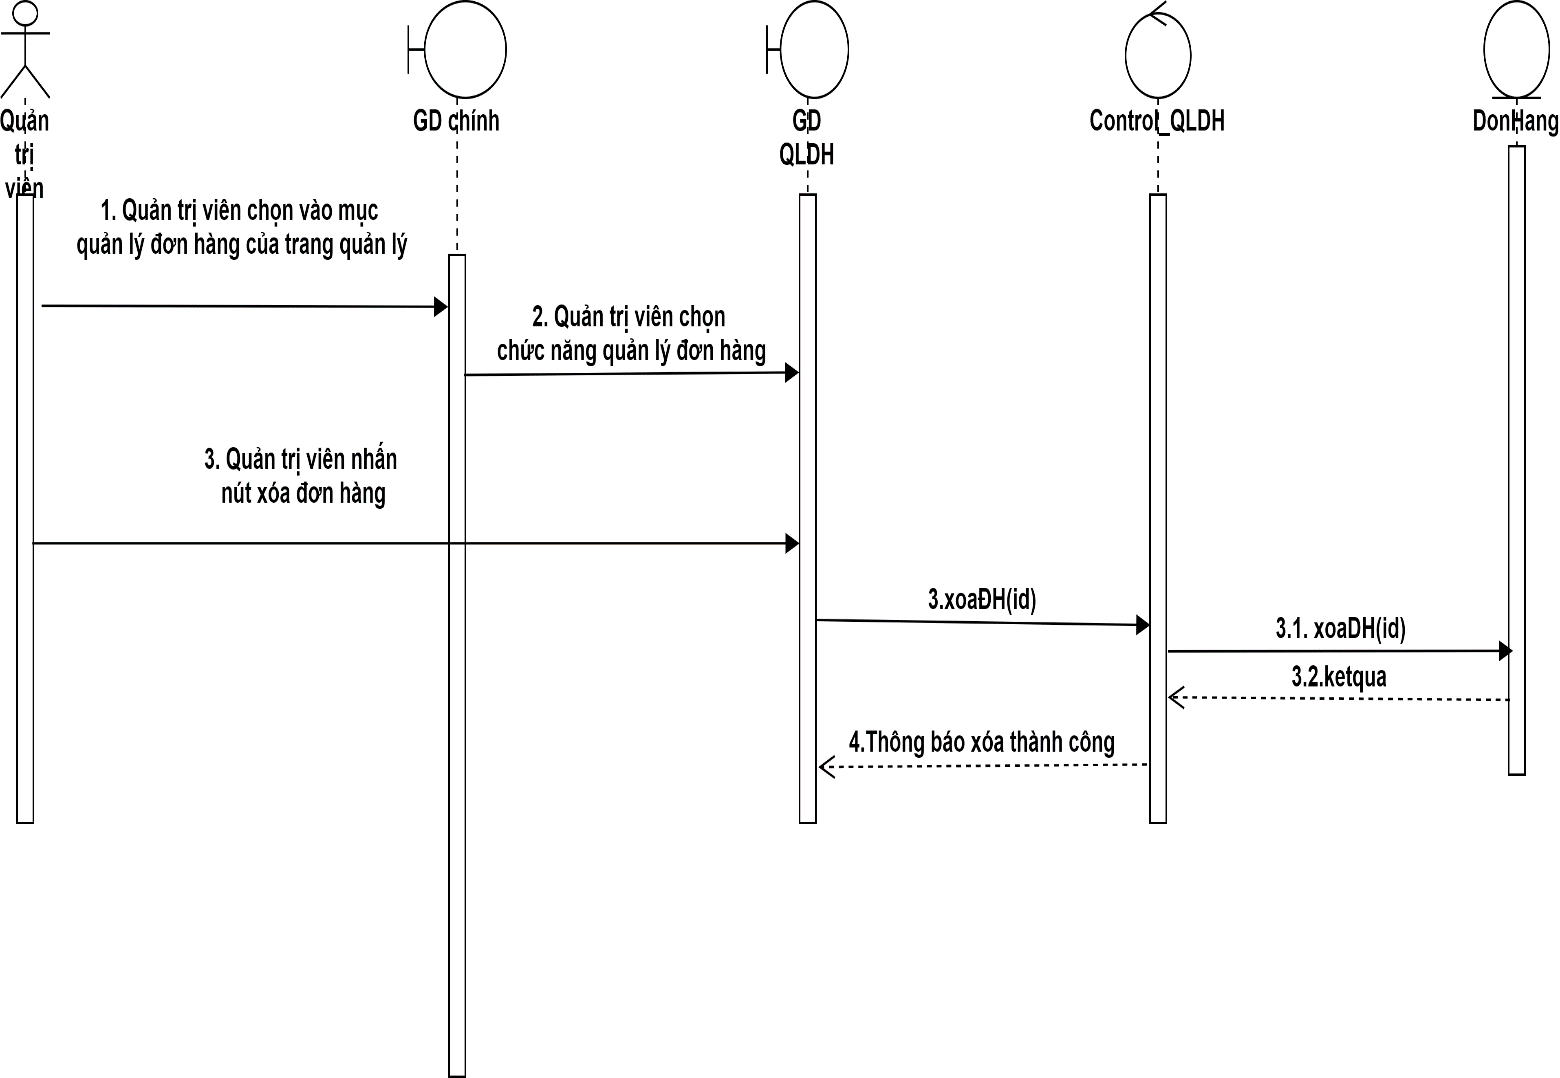 Quản
trị
viên
GD chính
GD
QLDH
Control_QLDH
DonHang
1. Quản trị viên chọn vào mục
quản lý đơn hàng của trang quản lý
2. Quản trị viên chọn
chức năng quản lý đơn hàng
3. Quản trị viên nhấn
nút xóa đơn hàng
3.xoaĐH(id)
3.1. xoaDH(id)
3.2.ketqua
4.Thông báo xóa thành công